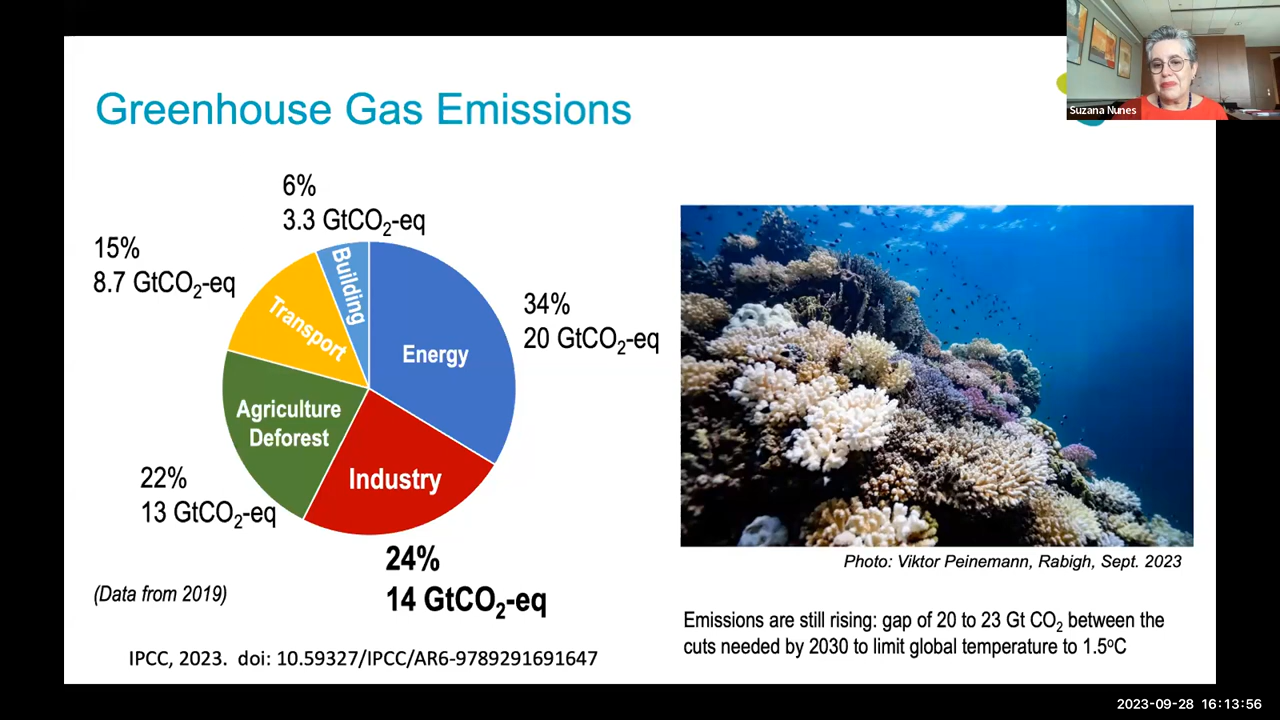 Greenhouse Gas Emissions
Suzana Nunes
6%
3.3 GtCO₂-eq
15%
8.7 GtCO₂-eq
34%
20 GtCO₂-eq
Building
Transport
Energy
Agriculture
Deforest
Industry
22%
13 GtCO₂-eq
24%
14 GtCO₂-eq
(Data from 2019)
IPCC, 2023. doi: 10.59327/IPCC/AR6-9789291691647
Photo: Viktor Peinemann, Rabigh, Sept. 2023
Emissions are still rising: gap of 20 to 23 Gt CO₂ between the
cuts needed by 2030 to limit global temperature to 1.5ºC
2023-09-28 16:13:56